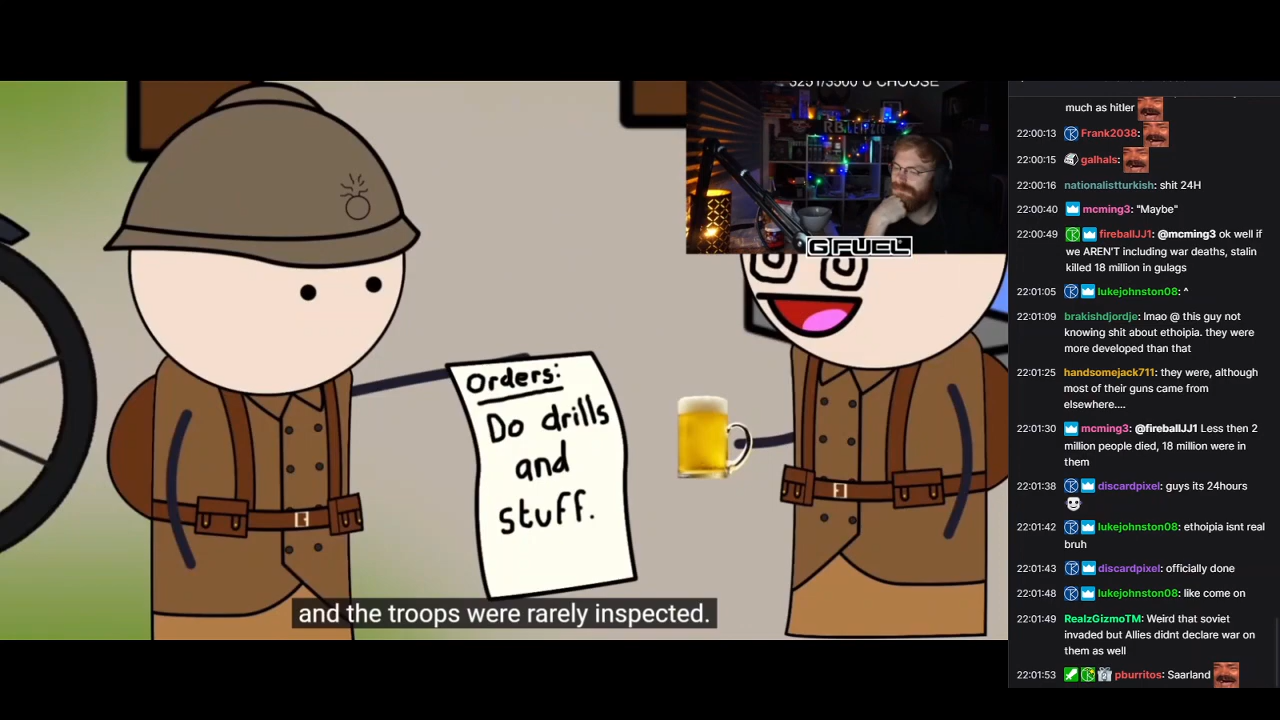 3251/3500 U CHOOSE
RB LEIPZIG
G FUEL
Orders:
Do drills
and
stuff.
and the troops were rarely inspected.
much as hitler
22:00:13 Frank2038:
22:00:15 galhals:
22:00:16 nationalistturkish: shit 24H
22:00:40 mcming3: "Maybe"
22:00:49 fireballJJ1: @mcming3 ok well if
we AREN'T including war deaths, stalin
killed 18 million in gulags
22:01:05 lukejohnston08: ^
22:01:09 brakishdjordje: lmao @ this guy not
knowing shit about ethoipia. they were
more developed than that
22:01:25 handsomejack711: they were, although
most of their guns came from
elsewhere....
22:01:30 mcming3: @fireballJJ1 Less then 2
million people died, 18 million were in
them
22:01:38 discardpixel: guys its 24hours
22:01:42 lukejohnston08: ethoipia isnt real
bruh
22:01:43 discardpixel: officially done
22:01:48 lukejohnston08: like come on
22:01:49 RealzGizmoTM: Weird that soviet
invaded but Allies didnt declare war on
them as well
22:01:53 pburritos: Saarland